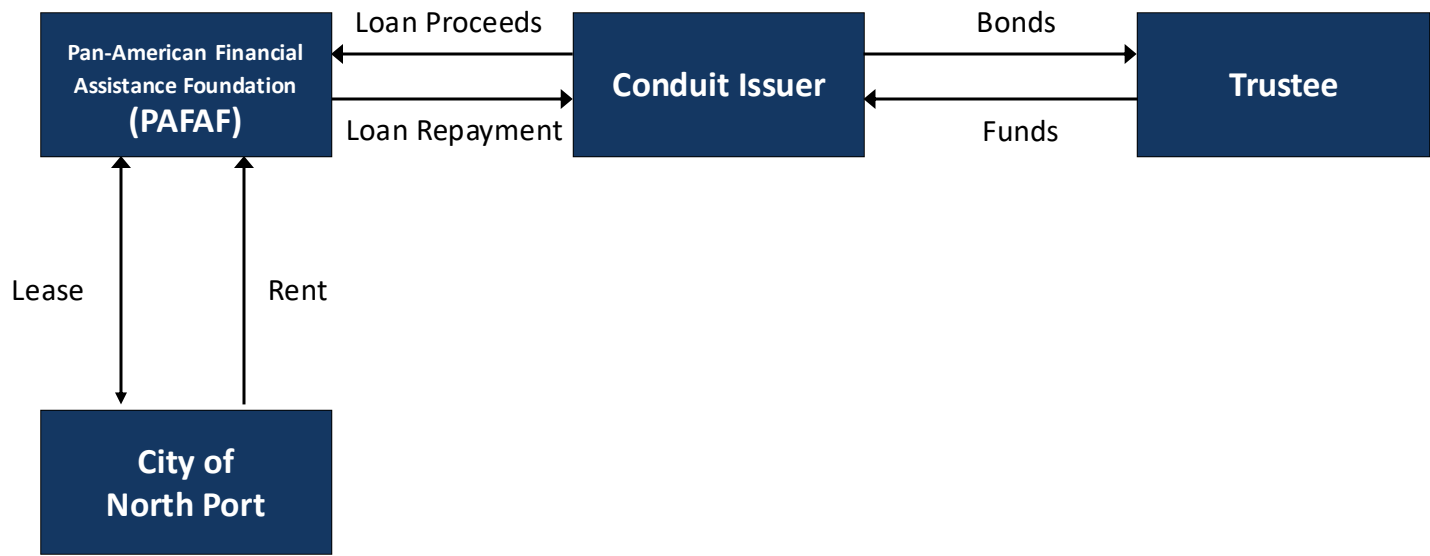 Pan-American Financial
Assistance Foundation
(PAFAF)
Loan Proceeds
Loan Repayment
Conduit Issuer
Bonds
Funds
Trustee
Lease
Rent
City of
North Port